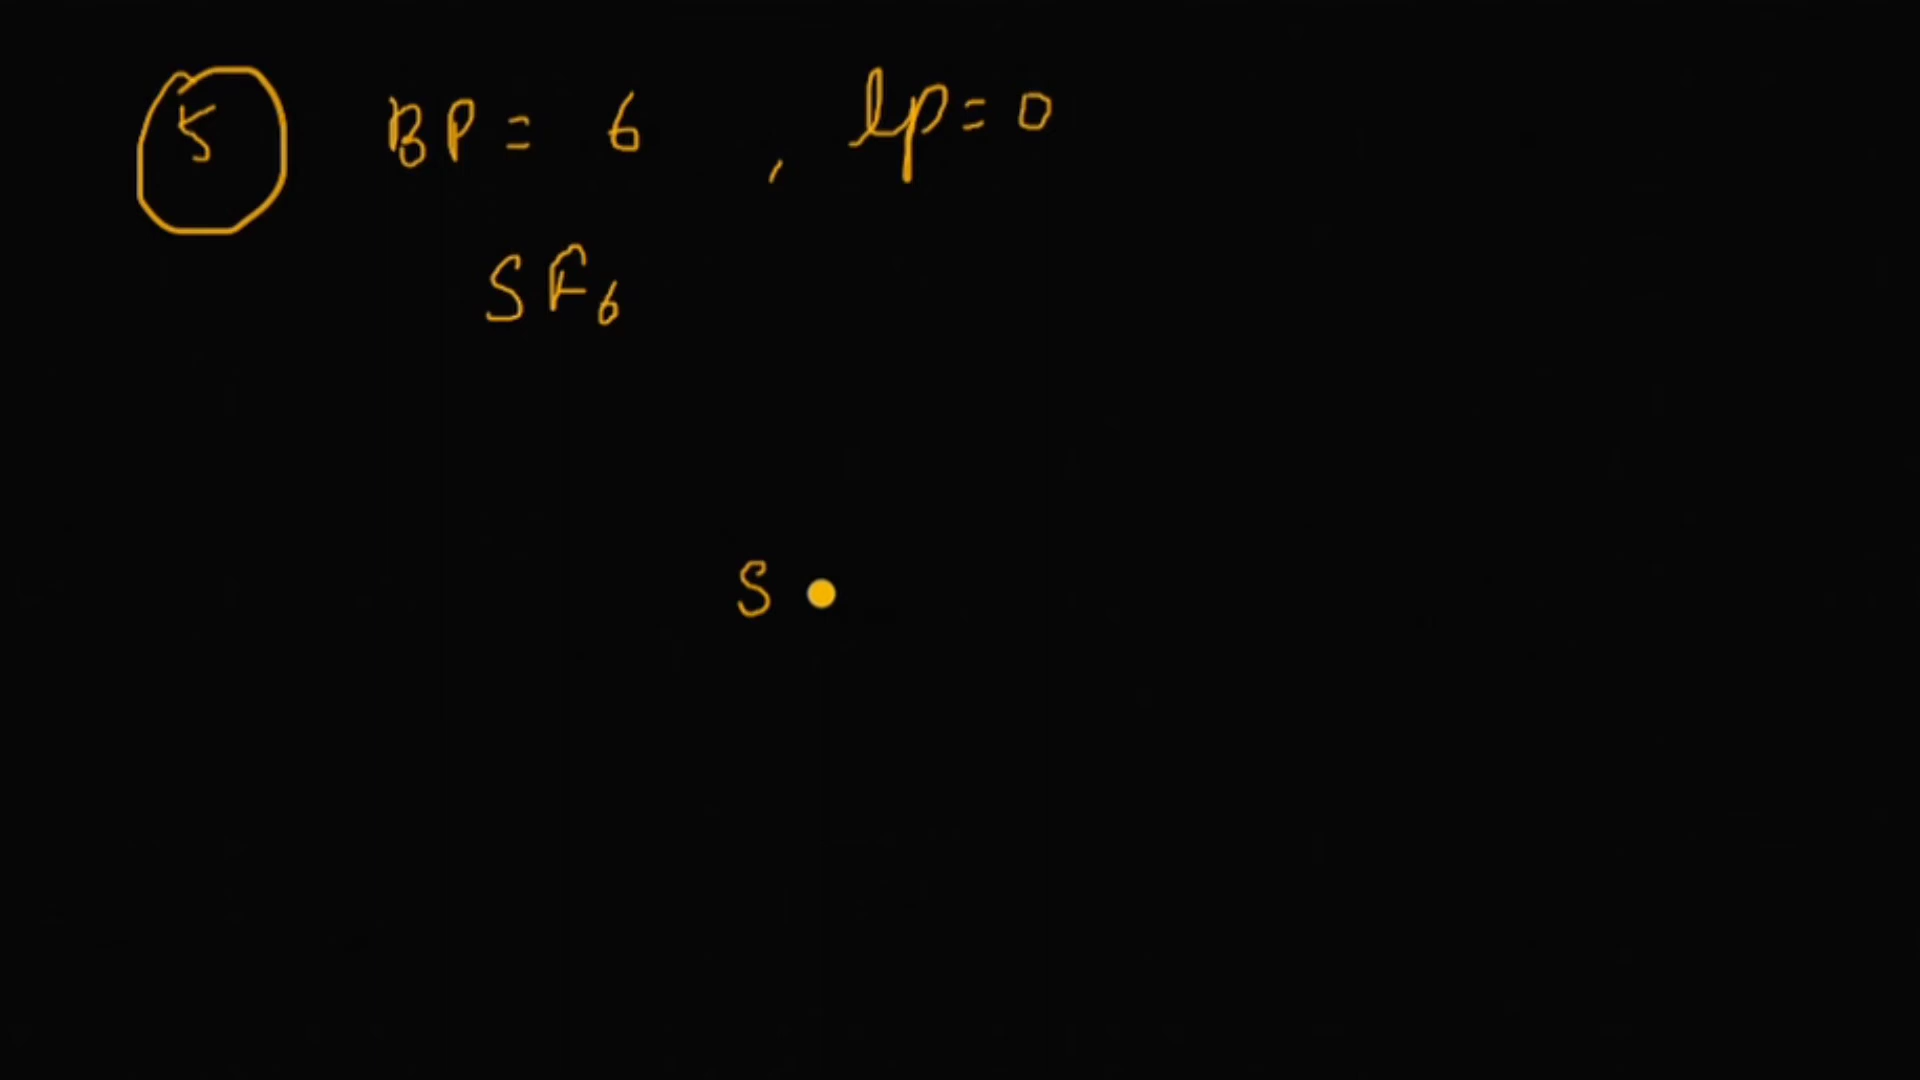 5 BP = 6 , lp = 0
SF₆
S